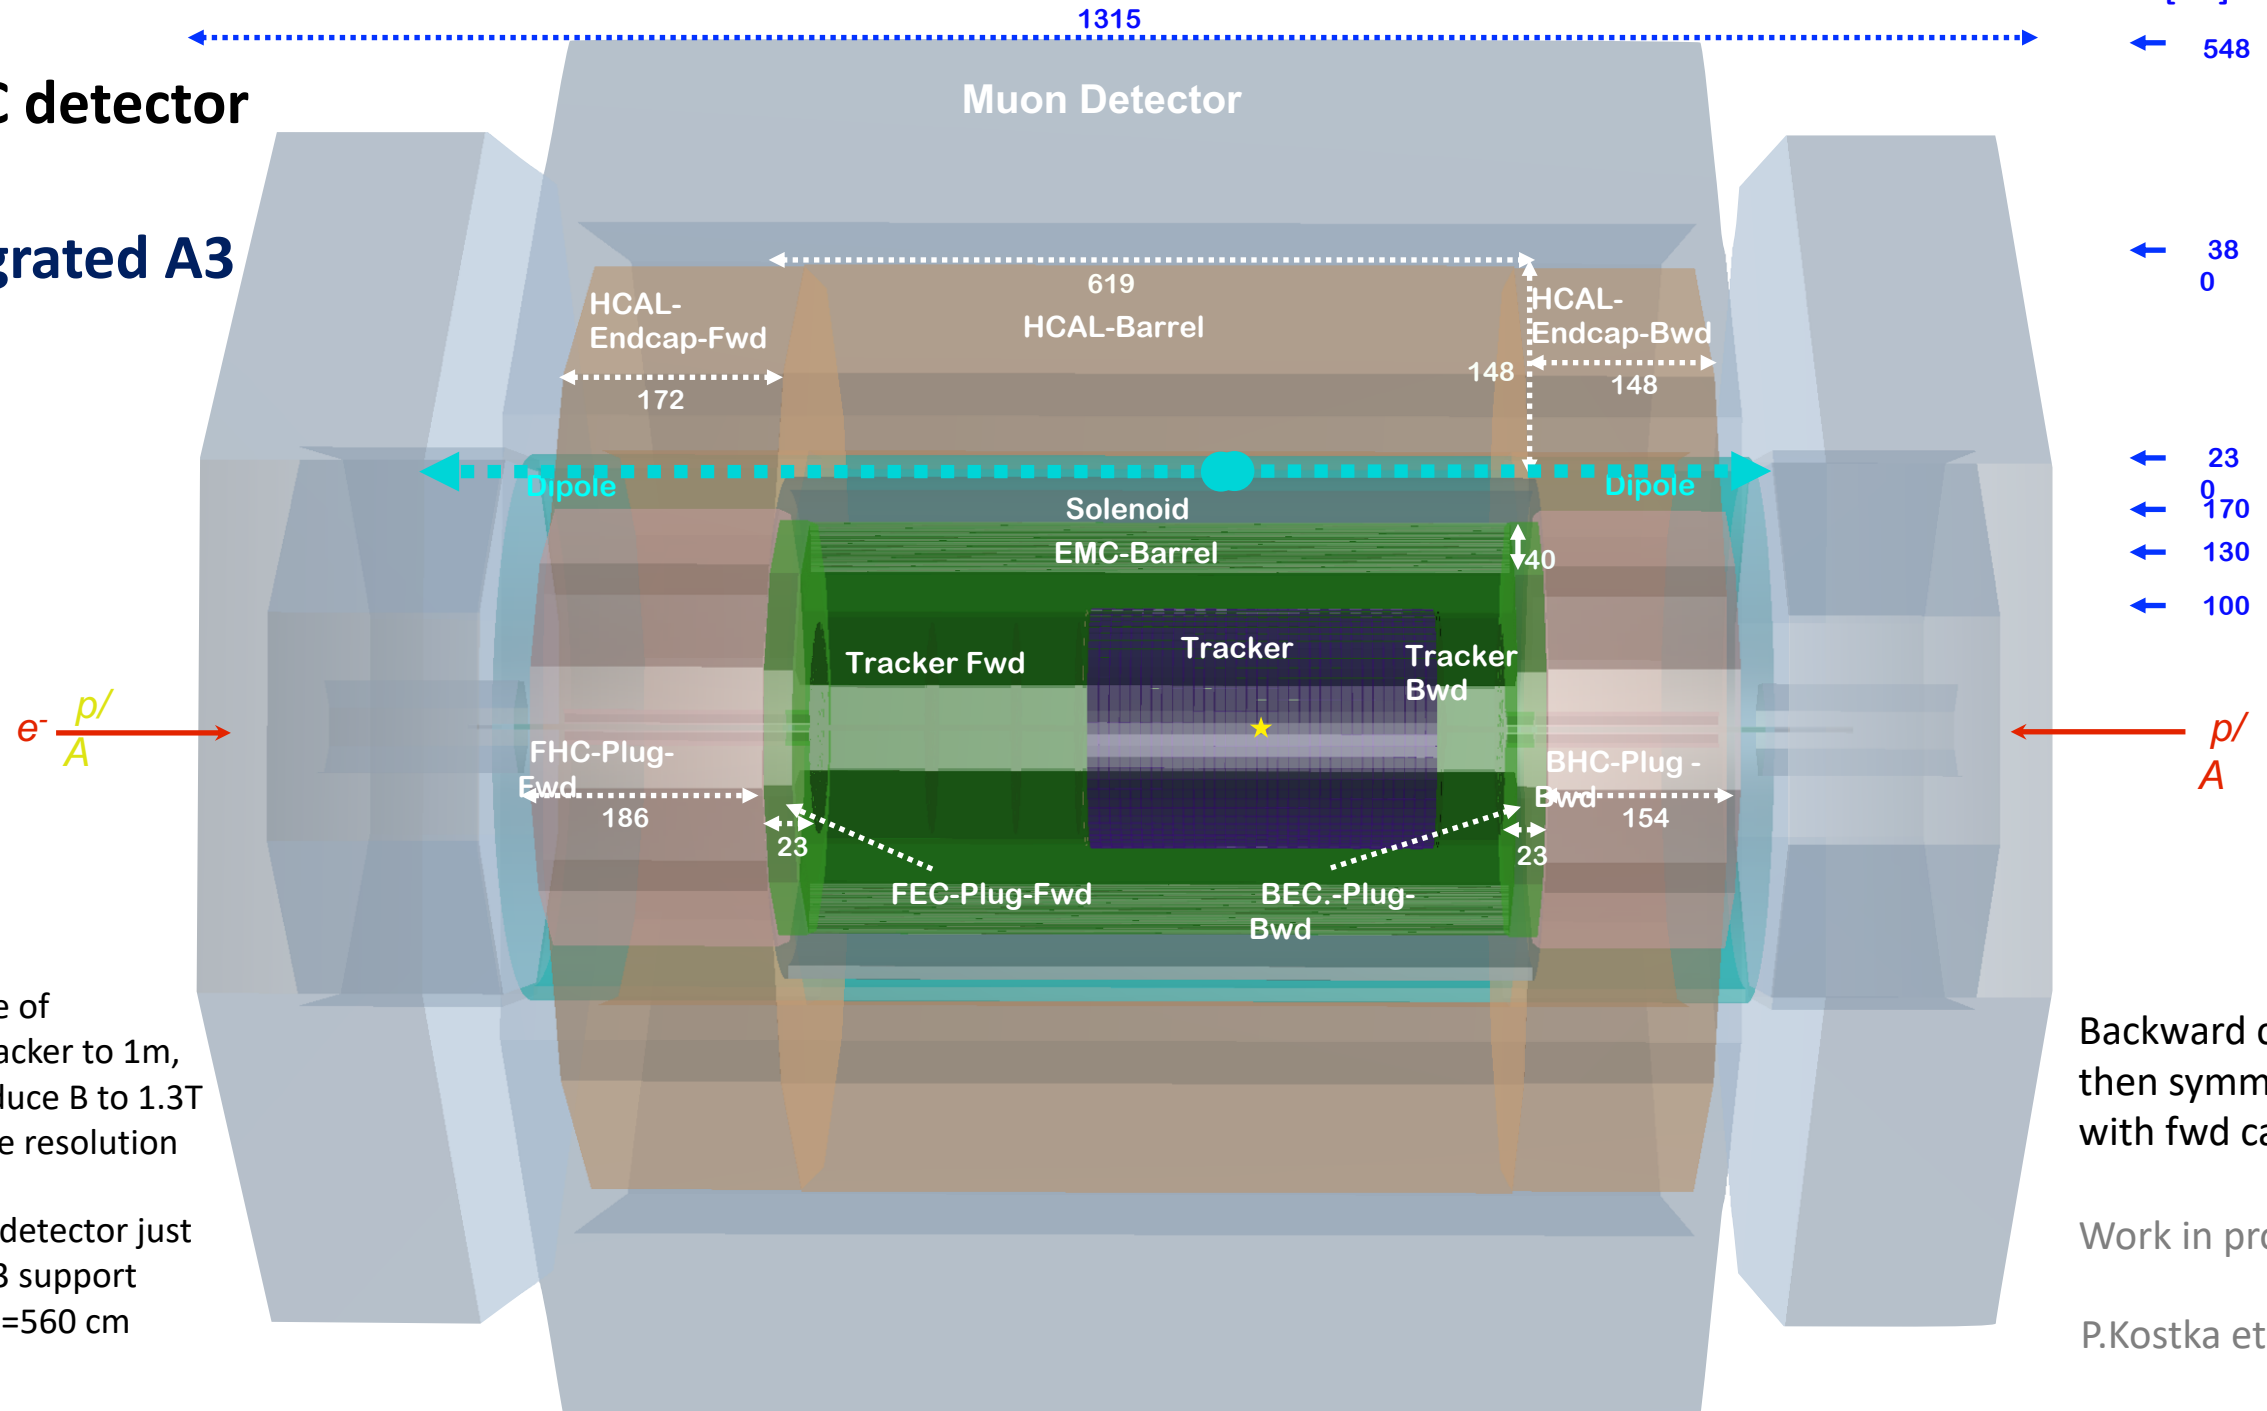 1315
548
C detector
Muon Detector
grated A3
38
0
619
HCAL-
Endcap-Fwd
HCAL-Barrel
HCAL-
Endcap-Bwd
172
148
148
23
0
Dipole
Dipole
170
Solenoid
EMC-Barrel
40
130
100
Tracker Fwd
Tracker
Tracker
Bwd
e-
p/
A
p/
A
FHC-Plug-
Fwd
BHC-Plug -
Bwd
186
154
23
23
FEC-Plug-Fwd
BEC.-Plug-
Bwd
e of
acker to 1m,
duce B to 1.3T
e resolution
detector just
3 support
=560 cm
Backward
then symm
with fwd ca
Work in pro
P.Kostka et